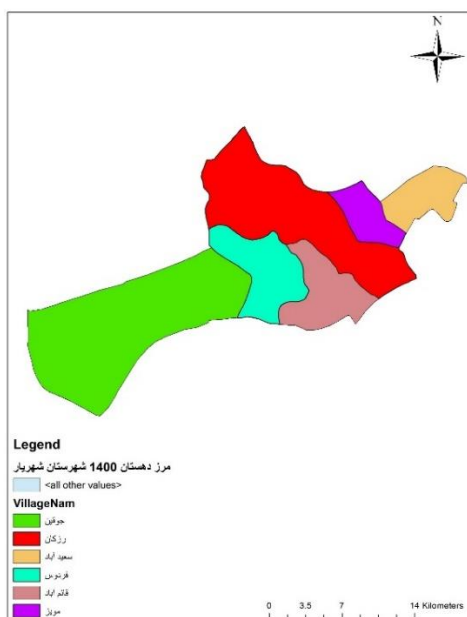 N
Legend
مرز دهستان 1400 شهرستان شهریار
<all other values>
VillageNam
جوقین
رزکان
سعید آباد
فردوس
قائم آباد
مویز
0 3.5 7 14 Kilometers